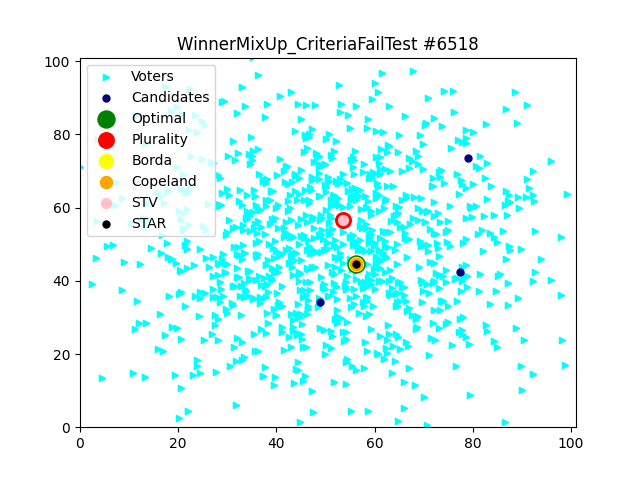 WinnerMixUp_CriteriaFailTest #6518
100
80
60
40
20
0
Voters
Candidates
Optimal
Plurality
Borda
Copeland
STV
STAR
0 20 40 60 80 100